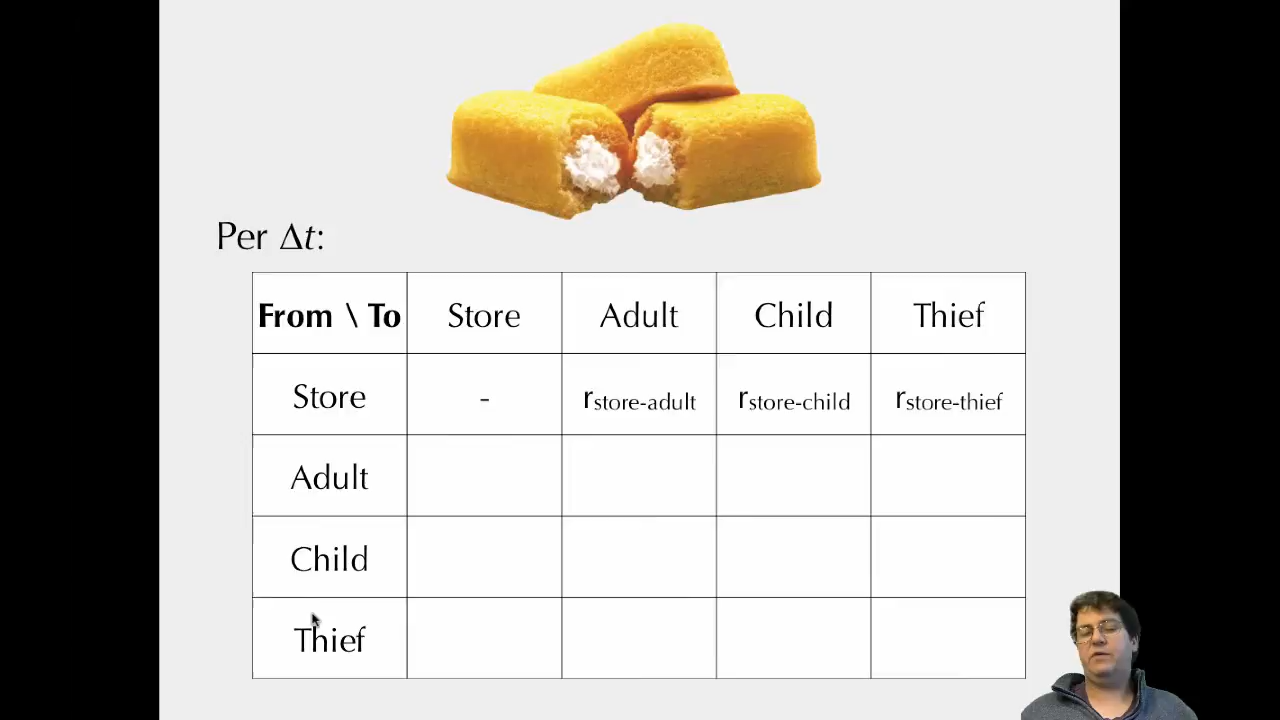 Per Δt:
From \ To Store Adult Child Thief
Store - rstore-adult rstore-child rstore-thief
Adult
Child
Thief